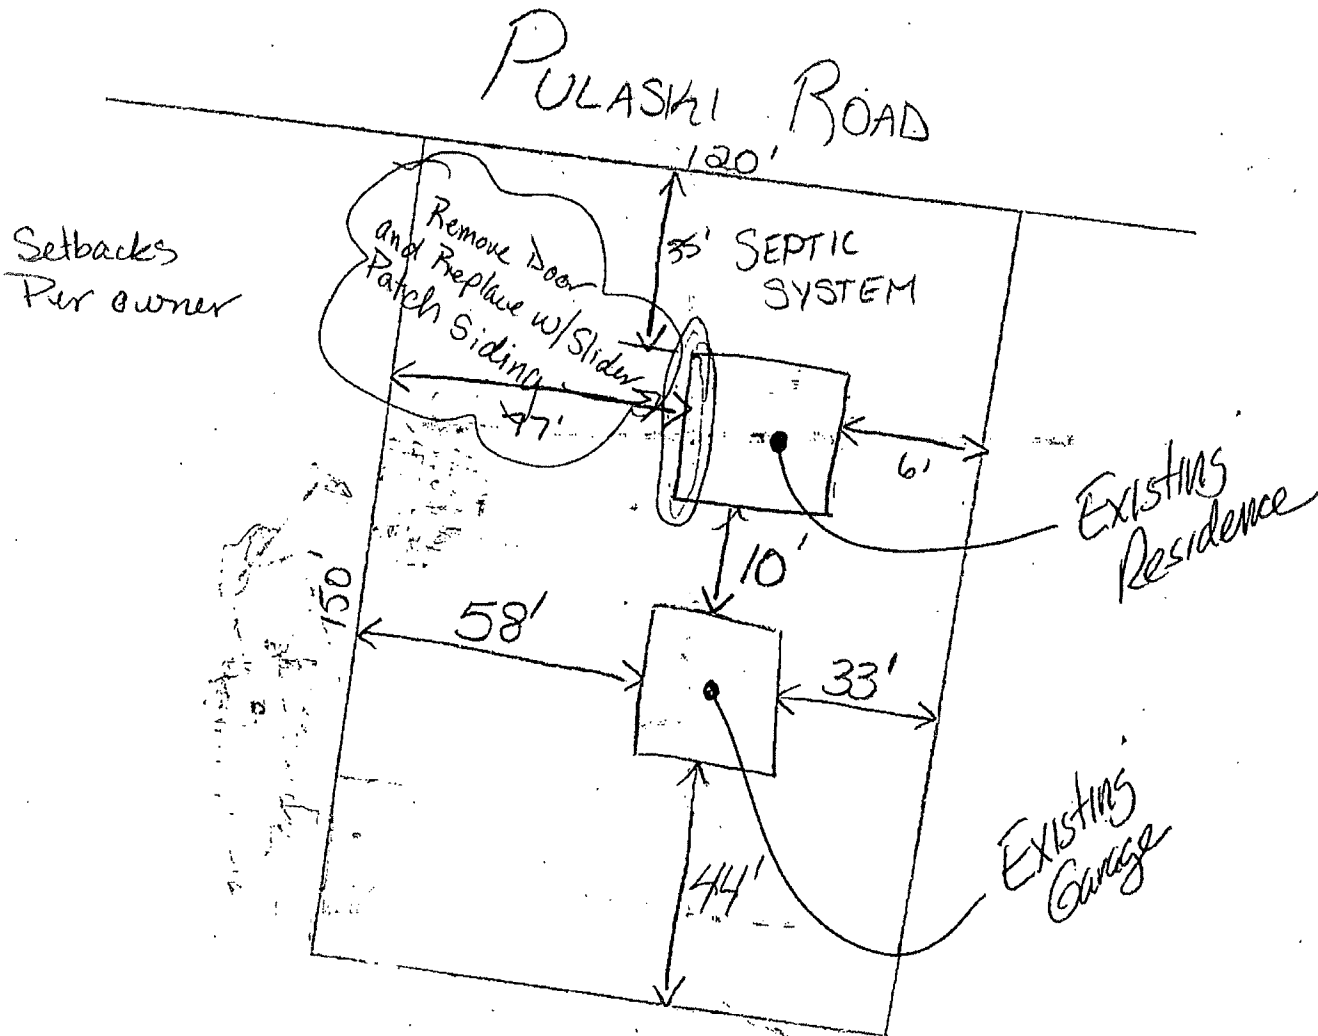 PULASKI ROAD
120'
Setbacks
Per owner
Remove Door
and Replace w/Slider
Patch Siding
35' SEPTIC
SYSTEM
47'
6'
Existing
Residence
10'
150'
58'
33'
Existing
Garage
44'